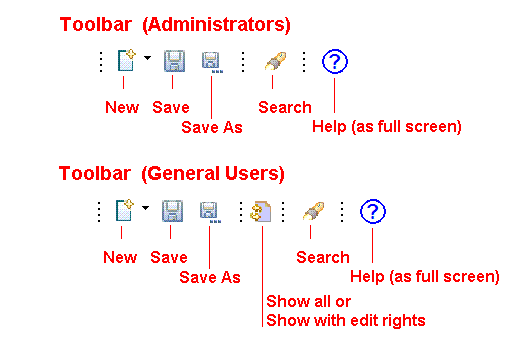 Toolbar (Administrators)
?
New Save Search
Save As
Help (as full screen)
Toolbar (General Users)
?
New Save Search
Save As Help (as full screen)
Show all or
Show with edit rights